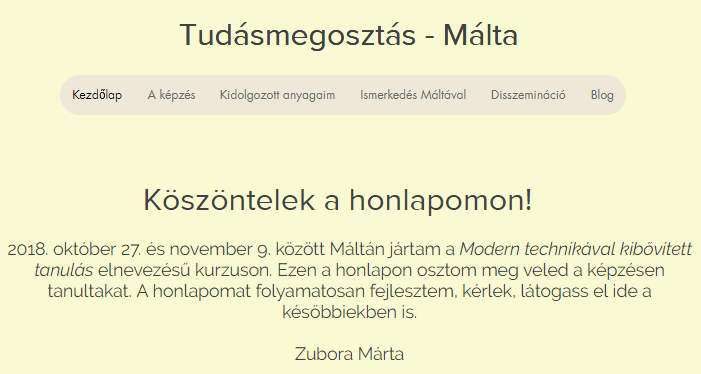 Tudásmegosztás - Málta
Kezdőlap A képzés Kidolgozott anyagaim Ismerkedés Máltával Disszemináció Blog
Köszöntelek a honlapomon!
2018. október 27. és november 9. között Máltán jártam a Modern technikával kibővített
tanulás elnevezésű kurzuson. Ezen a honlapon osztom meg veled a képzésen
tanultakat. A honlapomat folyamatosan fejlesztem, kérlek, látogass el ide a
későbbiekben is.
Zubora Márta